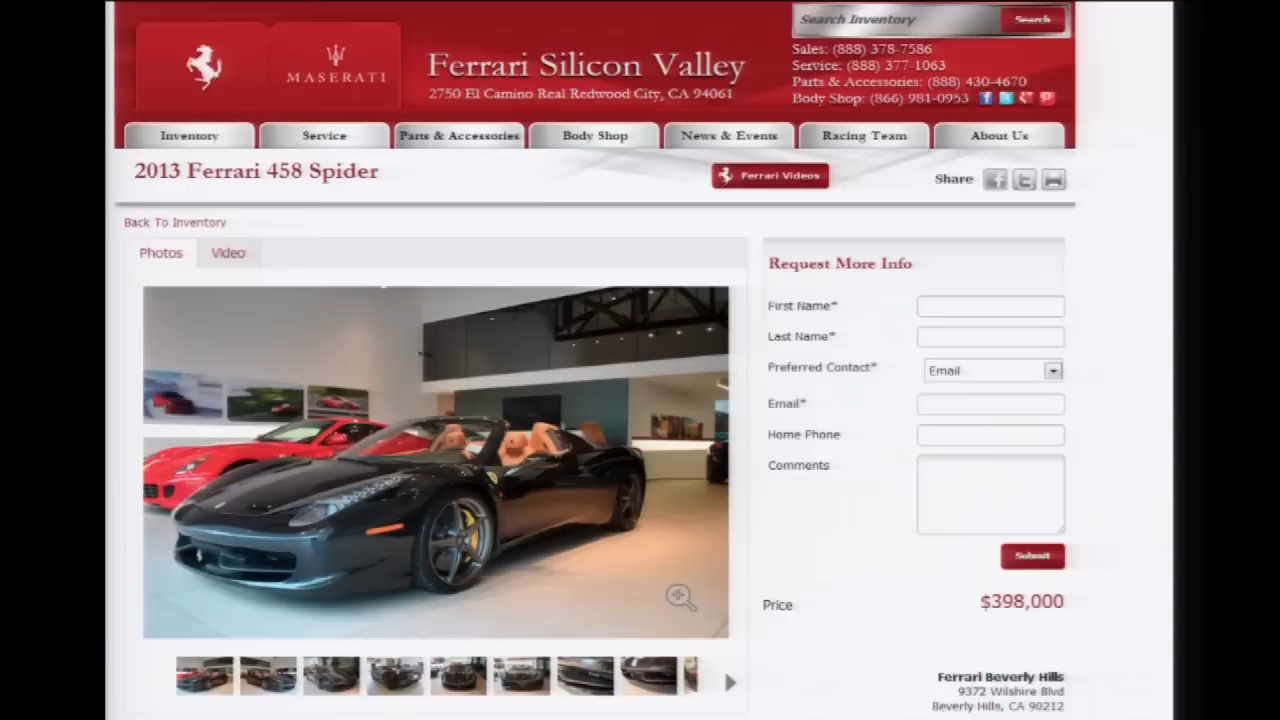 Search Inventory
Search
MASERATI
Ferrari Silicon Valley
2750 El Camino Real Redwood City, CA 94061
Sales: (888) 378-7586
Service: (888) 377-1063
Parts & Accessories: (888) 430-4670
Body Shop: (866) 981-0953
Inventory
Service
Parts & Accessories
Body Shop
News & Events
Racing Team
About Us
2013 Ferrari 458 Spider
Ferrari Videos
Share
Back To Inventory
Photos
Video
Request More Info
First Name*
Last Name*
Preferred Contact*
Email
Email*
Home Phone
Comments
Submit
Price
$398,000
Ferrari Beverly Hills
9372 Wilshire Blvd
Beverly Hills, CA 90212